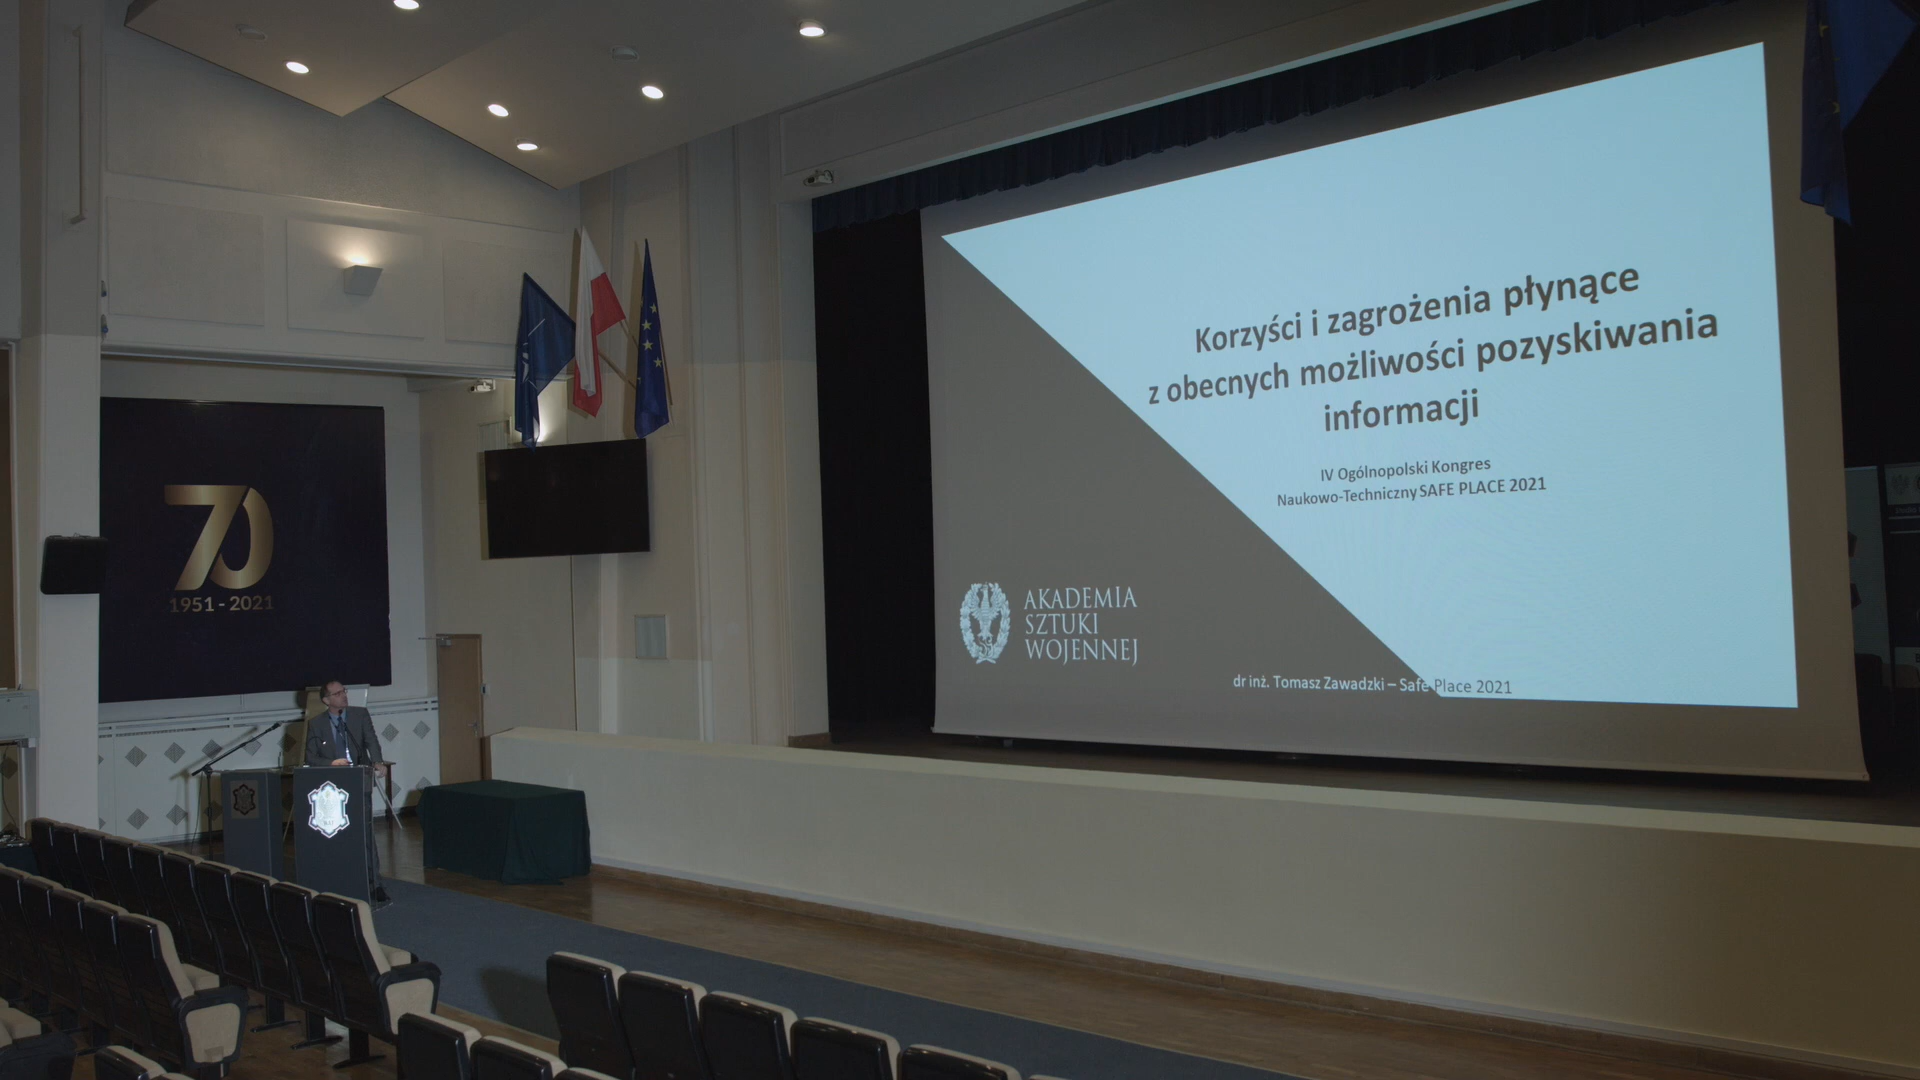 Korzyści i zagrożenia płynące
z obecnych możliwości pozyskiwania
informacji
IV Ogólnopolski Kongres
Naukowo-Techniczny SAFE PLACE 2021
AKADEMIA
SZTUKI
WOJENNEJ
dr inż. Tomasz Zawadzki – Safe Place 2021
70
1951 - 2021